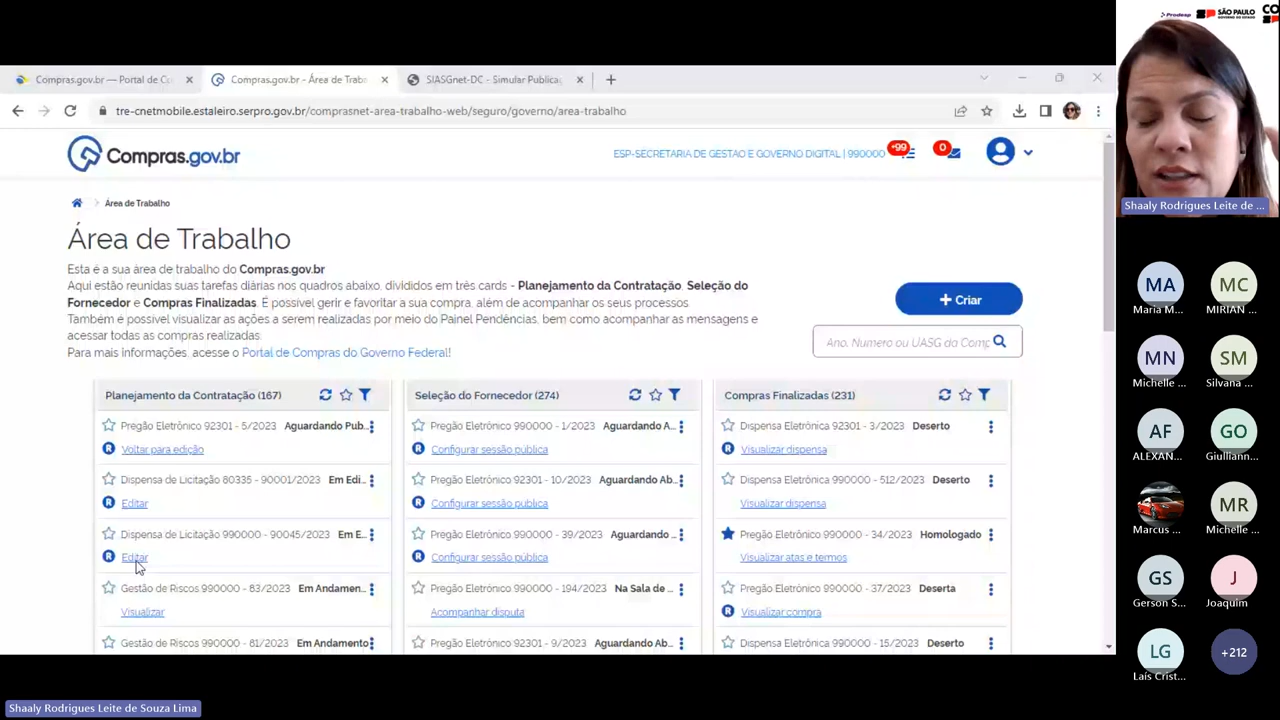 Prodesp
SÃO PAULO
GOVERNO DO ESTADO
Compras.gov.br — Portal de Co
Compras.gov.br - Área de Trabo
SIASGnet-DC - Simular Publica
tre-cnetmobile.estaleiro.serpro.gov.br/comprasnet-area-trabalho-web/seguro/governo/area-trabalho
Compras.gov.br
ESP-SECRETARIA DE GESTAO E GOVERNO DIGITAL | 990000
+99
0
Área de Trabalho
Área de Trabalho
Esta é a sua área de trabalho do Compras.gov.br
Aqui estão reunidas suas tarefas diárias nos quadros abaixo, divididos em três cards - Planejamento da Contratação, Seleção do
Fornecedor e Compras Finalizadas. É possível gerir e favoritar a sua compra, além de acompanhar os seus processos.
Também é possível visualizar as ações a serem realizadas por meio do Painel Pendências, bem como acompanhar as mensagens e
acessar todas as compras realizadas.
Para mais informações, acesse o Portal de Compras do Governo Federal!
+ Criar
Ano, Numero ou UASG da Comp
Planejamento da Contratação (167)
Pregão Eletrônico 92301 - 5/2023 Aguardando Pub...
R Voltar para edição
Dispensa de Licitação 80335 - 90001/2023 Em Edi...
R Editar
Dispensa de Licitação 990000 - 90045/2023 Em E...
R Editar
Gestão de Riscos 990000 - 83/2023 Em Andamen...
Visualizar
Gestão de Riscos 990000 - 81/2023 Em Andamento
Seleção do Fornecedor (274)
Pregão Eletrônico 990000 - 1/2023 Aguardando A...
R Configurar sessão pública
Pregão Eletrônico 92301 - 10/2023 Aguardando Ab...
R Configurar sessão pública
Pregão Eletrônico 990000 - 39/2023 Aguardando ...
R Configurar sessão pública
Pregão Eletrônico 990000 - 194/2023 Na Sala de ...
Acompanhar disputa
Pregão Eletrônico 92301 - 9/2023 Aguardando Ab...
Compras Finalizadas (231)
Dispensa Eletrônica 92301 - 3/2023 Deserto
R Visualizar dispensa
Dispensa Eletrônica 990000 - 512/2023 Deserto
Visualizar dispensa
Pregão Eletrônico 990000 - 34/2023 Homologado
Visualizar atas e termos
Pregão Eletrônico 990000 - 37/2023 Deserta
R Visualizar compra
Dispensa Eletrônica 990000 - 15/2023 Deserto
Shaaly Rodrigues Leite de ...
MA
Maria M...
MC
MIRIAN ...
MN
Michelle ...
SM
Silvana ...
AF
ALEXAN...
GO
Giulliann...
Marcus ...
MR
Michelle ...
GS
Gerson S...
J
Joaquim
LG
Laís Crist...
+212
Shaaly Rodrigues Leite de Souza Lima